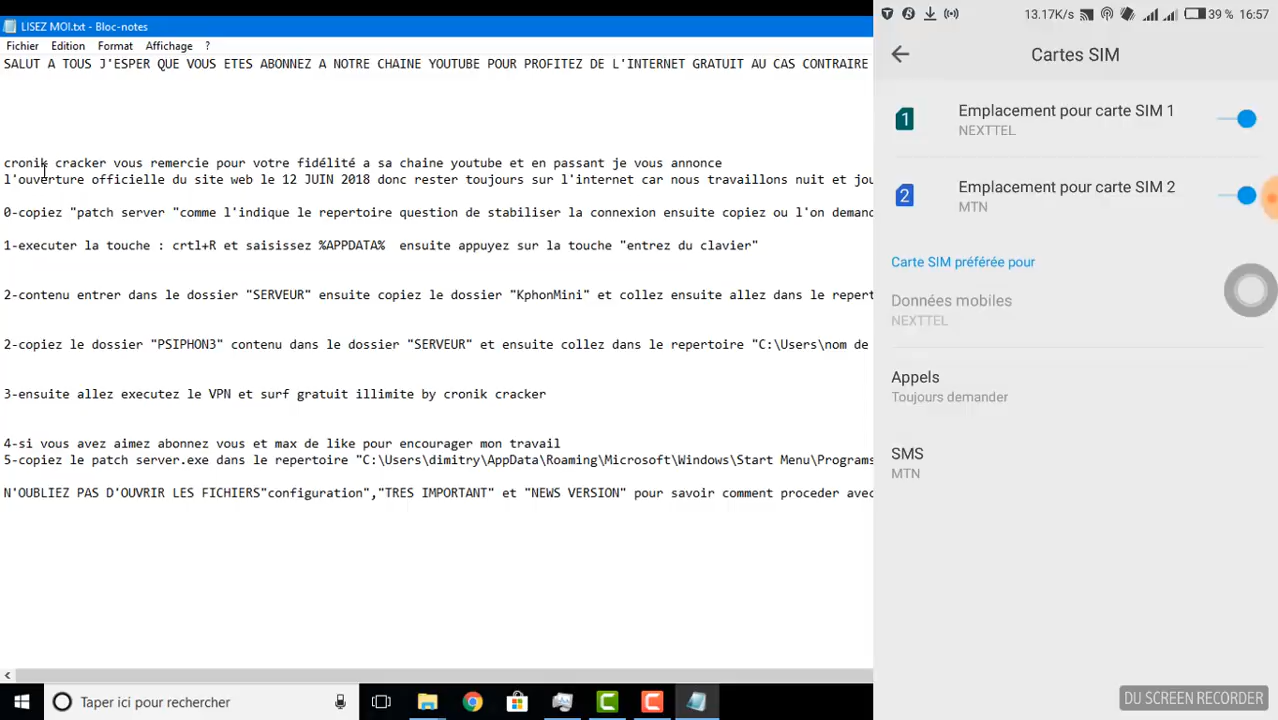 LISEZ MOI.txt - Bloc-notes
Fichier Edition Format Affichage ?
SALUT A TOUS J'ESPER QUE VOUS ETES ABONNEZ A NOTRE CHAINE YOUTUBE POUR PROFITEZ DE L'INTERNET GRATUIT AU CAS CONTRAIRE
cronik cracker vous remercie pour votre fidélité a sa chaine youtube et en passant je vous annonce
l'ouverture officielle du site web le 12 JUIN 2018 donc rester toujours sur l'internet car nous travaillons nuit et jou
0-copiez "patch server "comme l'indique le repertoire question de stabiliser la connexion ensuite copiez ou l'on demand
1-executer la touche : crtl+R et saisissez %APPDATA% ensuite appuyez sur la touche "entrez du clavier"
2-contenu entrer dans le dossier "SERVEUR" ensuite copiez le dossier "KphonMini" et collez ensuite allez dans le repert
2-copiez le dossier "PSIPHON3" contenu dans le dossier "SERVEUR" et ensuite collez dans le repertoire "C:\Users\nom de
3-ensuite allez executez le VPN et surf gratuit illimite by cronik cracker
4-si vous avez aimez abonnez vous et max de like pour encourager mon travail
5-copiez le patch server.exe dans le repertoire "C:\Users\dimitry\AppData\Roaming\Microsoft\Windows\Start Menu\Programs
N'OUBLIEZ PAS D'OUVRIR LES FICHIERS"configuration","TRES IMPORTANT" et "NEWS VERSION" pour savoir comment proceder avec
Taper ici pour rechercher
13.17K/s 39 % 16:57
Cartes SIM
1 Emplacement pour carte SIM 1
NEXTTEL
2 Emplacement pour carte SIM 2
MTN
Carte SIM préférée pour
Données mobiles
NEXTTEL
Appels
Toujours demander
SMS
MTN
DU SCREEN RECORDER